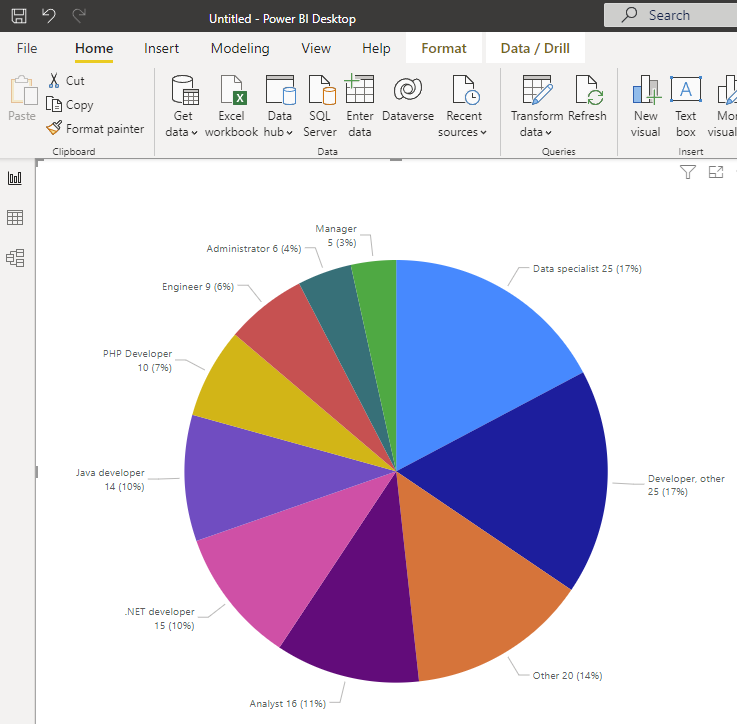 Untitled - Power BI Desktop
Search
File Home Insert Modeling View Help Format Data / Drill
Paste
Cut
Copy
Format painter
Clipboard
Get data
Excel workbook
Data hub
SQL Server
Enter data
Dataverse
Recent sources
Data
Transform data
Refresh
Queries
New visual
Text box
Insert
Manager
5 (3%)
Administrator 6 (4%)
Data specialist 25 (17%)
Engineer 9 (6%)
PHP Developer
10 (7%)
Java developer
14 (10%)
Developer, other
25 (17%)
.NET developer
15 (10%)
Other 20 (14%)
Analyst 16 (11%)